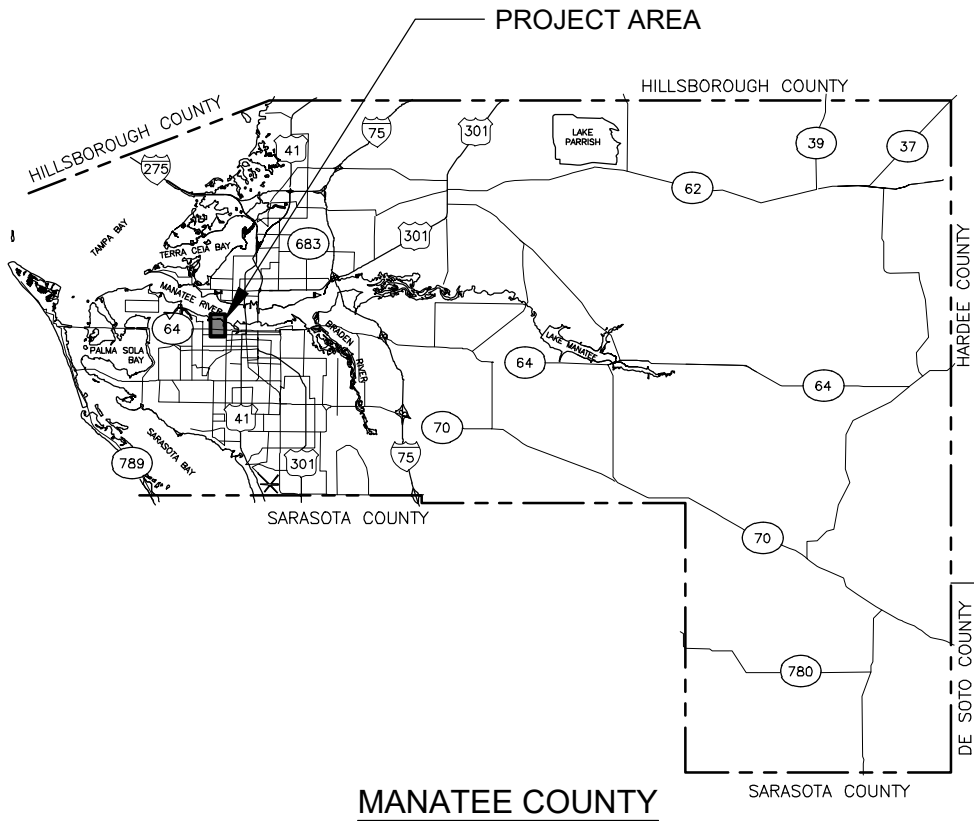 PROJECT AREA
HILLSBOROUGH COUNTY
HILLSBOROUGH COUNTY
75
301
41
LAKE
PARRISH
39
37
275
62
TAMPA BAY
TERRA CEIA BAY
683
301
HARDEE COUNTY
MANATEE RIVER
64
BRADEN
RIVER
LAKE MANATEE
PALMA SOLA
BAY
64
64
41
70
SARASOTA BAY
789
301
75
SARASOTA COUNTY
70
780
DE SOTO COUNTY
SARASOTA COUNTY
MANATEE COUNTY